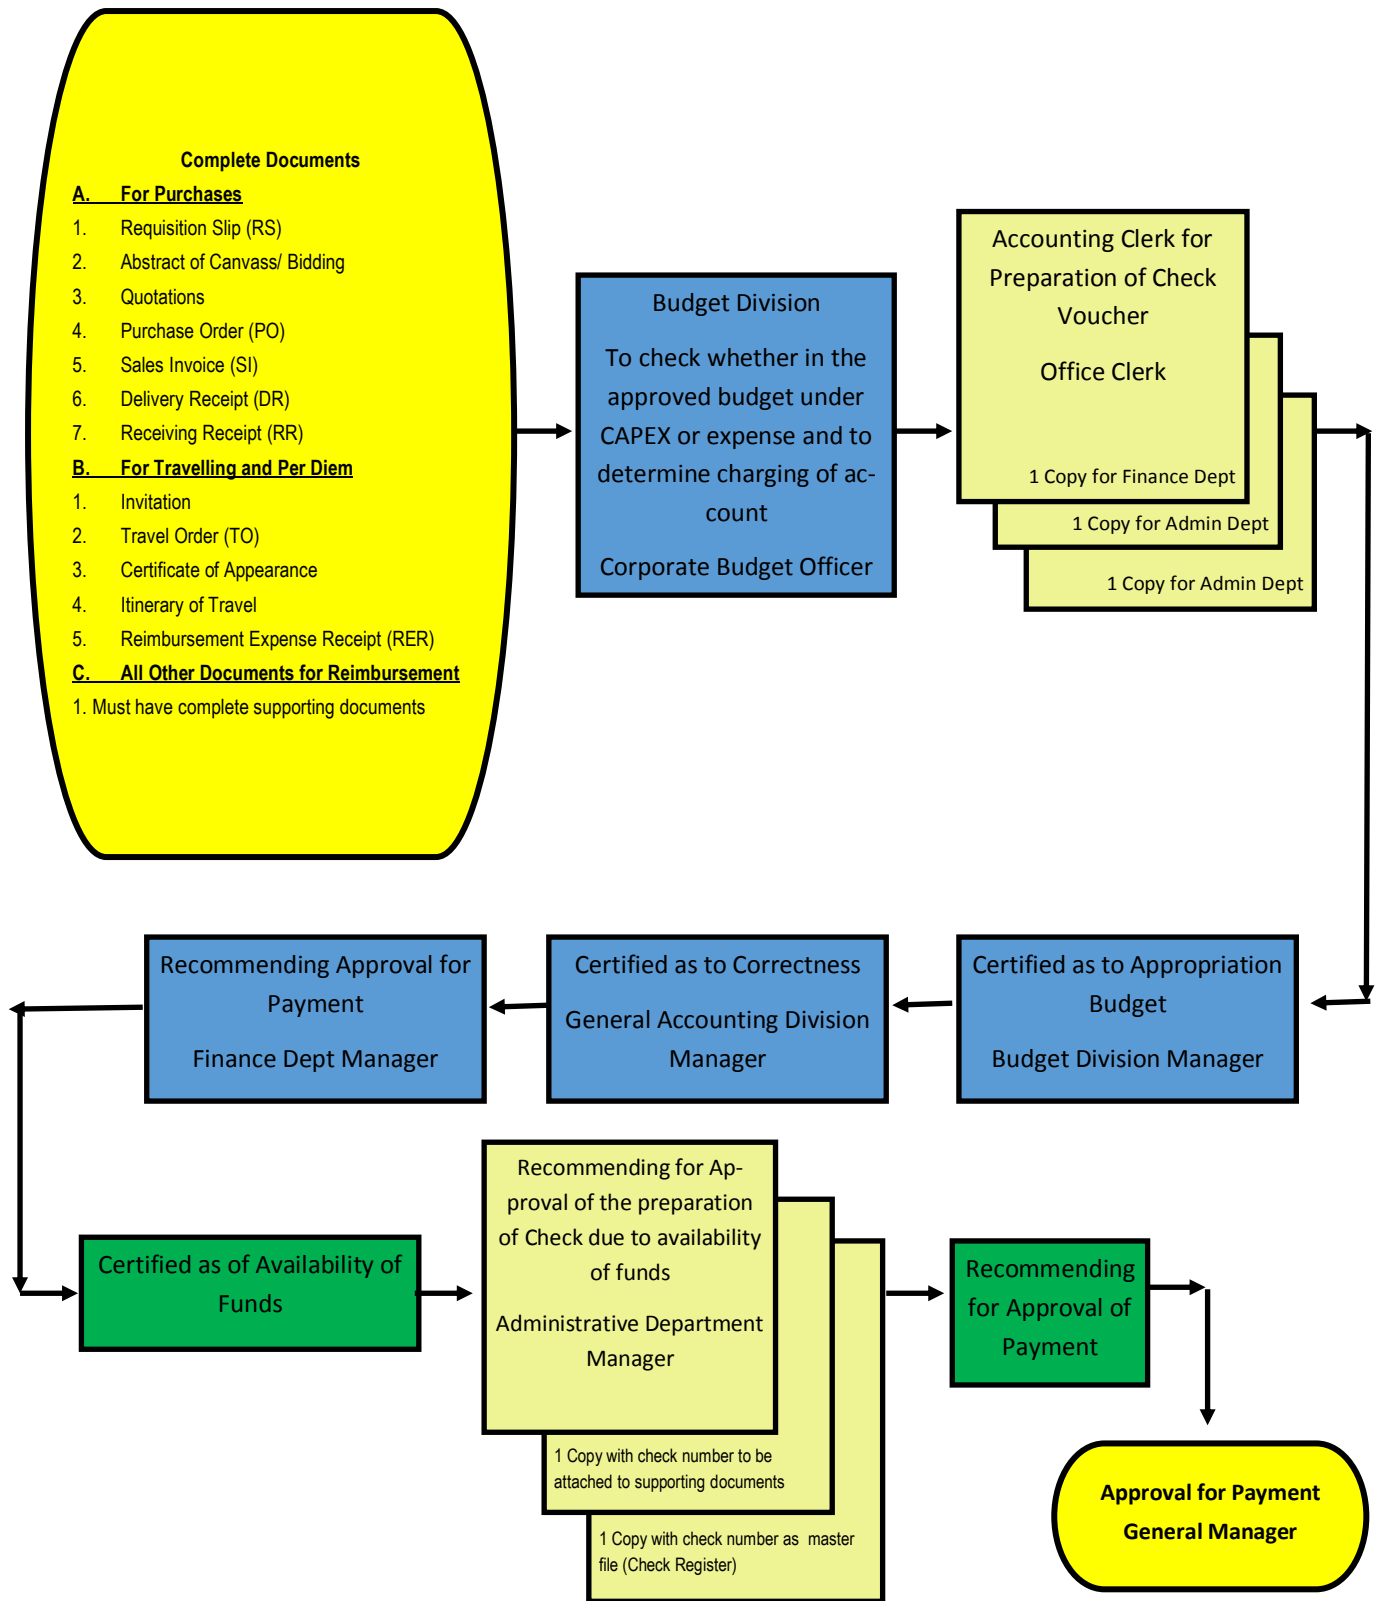 Complete Documents
A. For Purchases
1. Requisition Slip (RS)
2. Abstract of Canvass/ Bidding
3. Quotations
4. Purchase Order (PO)
5. Sales Invoice (SI)
6. Delivery Receipt (DR)
7. Receiving Receipt (RR)
B. For Travelling and Per Diem
1. Invitation
2. Travel Order (TO)
3. Certificate of Appearance
4. Itinerary of Travel
5. Reimbursement Expense Receipt (RER)
C. All Other Documents for Reimbursement
1. Must have complete supporting documents
Budget Division
To check whether in the
approved budget under
CAPEX or expense and to
determine charging of ac-
count
Corporate Budget Officer
Accounting Clerk for
Preparation of Check
Voucher
Office Clerk
1 Copy for Finance Dept
1 Copy for Admin Dept
1 Copy for Admin Dept
Certified as to Appropriation
Budget
Budget Division Manager
Certified as to Correctness
General Accounting Division
Manager
Recommending Approval for
Payment
Finance Dept Manager
Certified as of Availability of
Funds
Recommending for Ap-
proval of the preparation
of Check due to availability
of funds
Administrative Department
Manager
1 Copy with check number to be
attached to supporting documents
1 Copy with check number as master
file (Check Register)
Recommending
for Approval of
Payment
Approval for Payment
General Manager